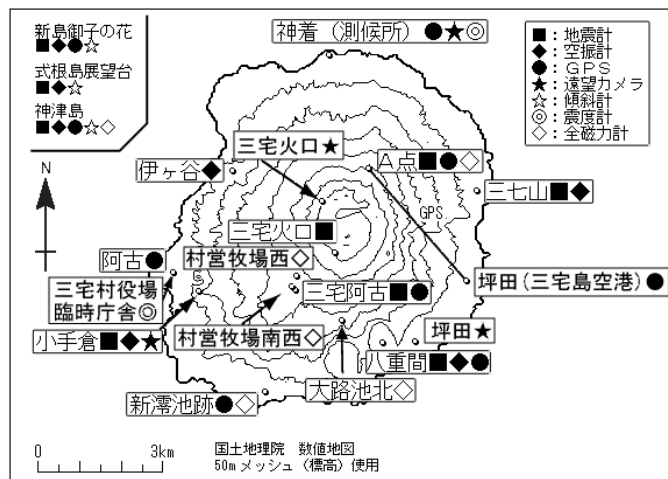 新島御子の花
■◆●☆
式根島展望台
■◆☆
神津島
■◆●☆◇
神着（測候所）●★◎
■：地震計
◆：空振計
●：ＧＰＳ
★：遠望カメラ
☆：傾斜計
◎：震度計
◇：全磁力計
三宅火口★
伊ヶ谷◆
Ａ点■●◇
三七山■◆
N
GPS
三宅火口■
阿古●
村営牧場西◇
三宅村役場
臨時庁舎◎
三宅阿古■●
坪田(三宅島空港)●
小手倉■◆★
村営牧場南西◇
坪田★
八重間■◆●
新澪池跡●◇
大路池北◇
0 3km
国土地理院 数値地図
50m メッシュ（標高）使用